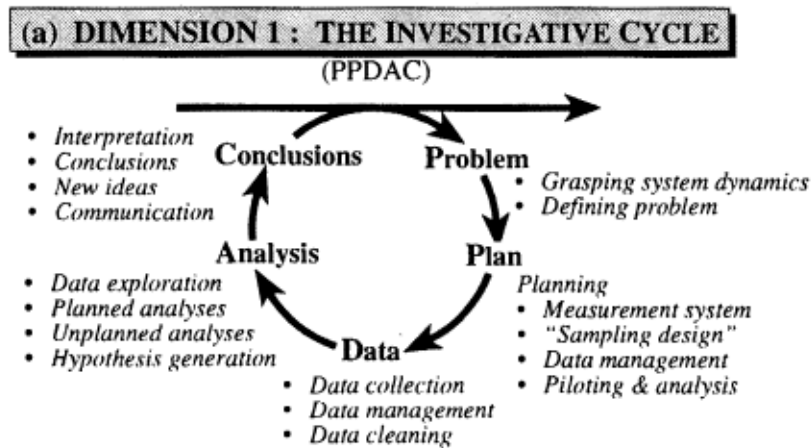 (a) DIMENSION 1 : THE INVESTIGATIVE CYCLE
(PPDAC)
Conclusions
• Interpretation
• Conclusions
• New ideas
• Communication
Problem
• Grasping system dynamics
• Defining problem
Analysis
• Data exploration
• Planned analyses
• Unplanned analyses
• Hypothesis generation
Plan
Planning
• Measurement system
• “Sampling design”
• Data management
• Piloting & analysis
Data
• Data collection
• Data management
• Data cleaning